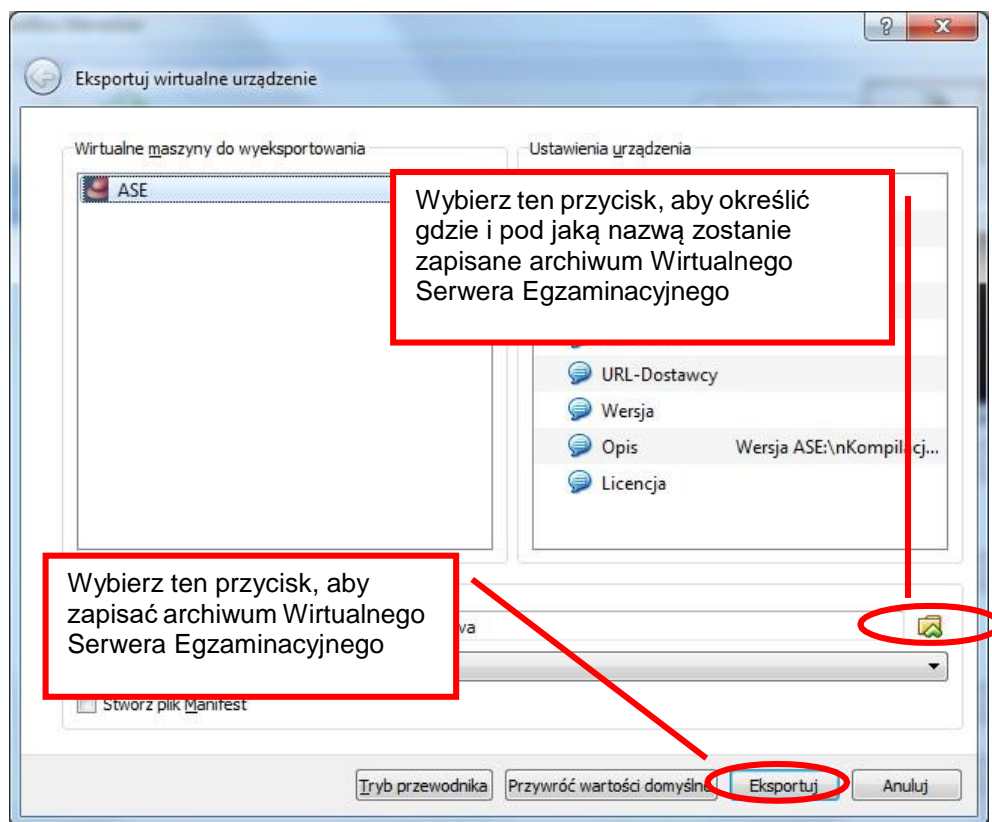 Eksportuj wirtualne urządzenie
Wirtualne maszyny do wyeksportowania
Ustawienia urządzenia
ASE
Wybierz ten przycisk, aby określić
gdzie i pod jaką nazwą zostanie
zapisane archiwum Wirtualnego
Serwera Egzaminacyjnego
URL-Dostawcy
Wersja
Opis Wersja ASE:\nKompilacj...
Licencja
Wybierz ten przycisk, aby
zapisać archiwum Wirtualnego
Serwera Egzaminacyjnego
va
Stwórz plik Manifest
Tryb przewodnika
Przywróć wartości domyślne
Eksportuj
Anuluj